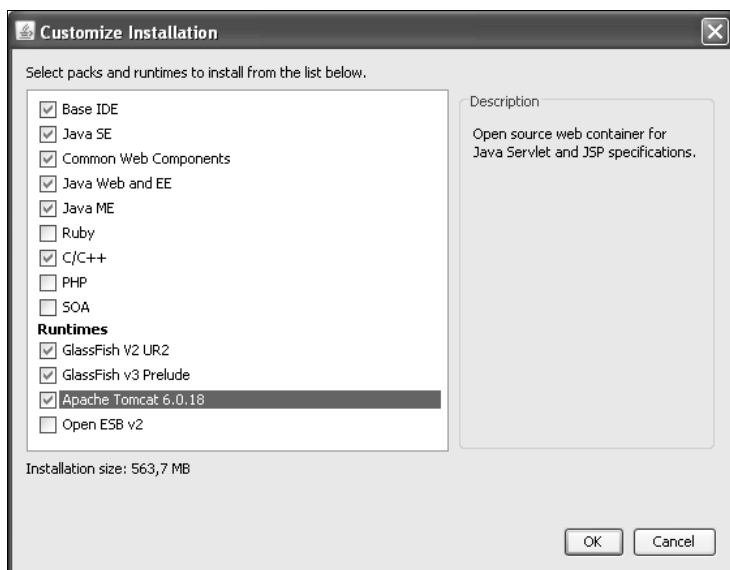 Customize Installation
Select packs and runtimes to install from the list below.
Base IDE
Java SE
Common Web Components
Java Web and EE
Java ME
Ruby
C/C++
PHP
SOA
Runtimes
GlassFish V2 UR2
GlassFish v3 Prelude
Apache Tomcat 6.0.18
Open ESB v2
Description
Open source web container for
Java Servlet and JSP specifications.
Installation size: 563,7 MB
OK
Cancel